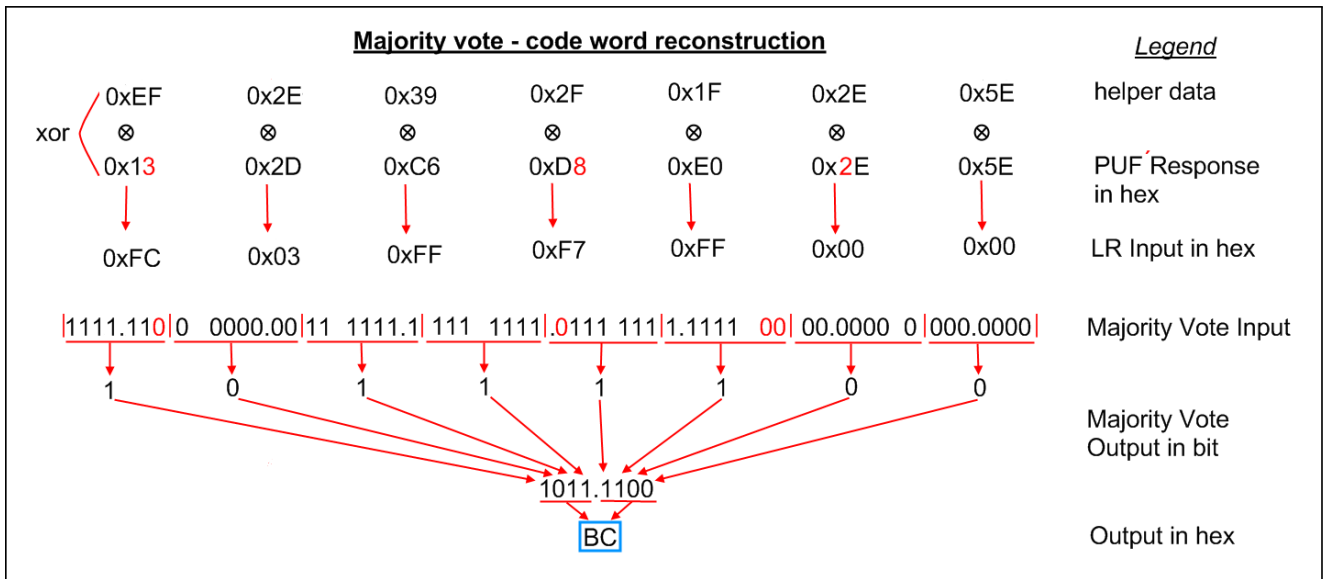 Majority vote - code word reconstruction Legend
0xEF 0x2E 0x39 0x2F 0x1F 0x2E 0x5E helper data
xor ⊗ ⊗ ⊗ ⊗ ⊗ ⊗ ⊗
0x13 0x2D 0xC6 0xD8 0xE0 0x2E 0x5E PUF ́Response
in hex
0xFC 0x03 0xFF 0xF7 0xFF 0x00 0x00 LR Input in hex
|1111.110|0 0000.00|11 1111.1|111 1111|.0111 111|1.1111 00|00.0000 0|000.0000| Majority Vote Input
1 0 1 1 1 1 0 0
Majority Vote
Output in bit
1011.1100
BC Output in hex